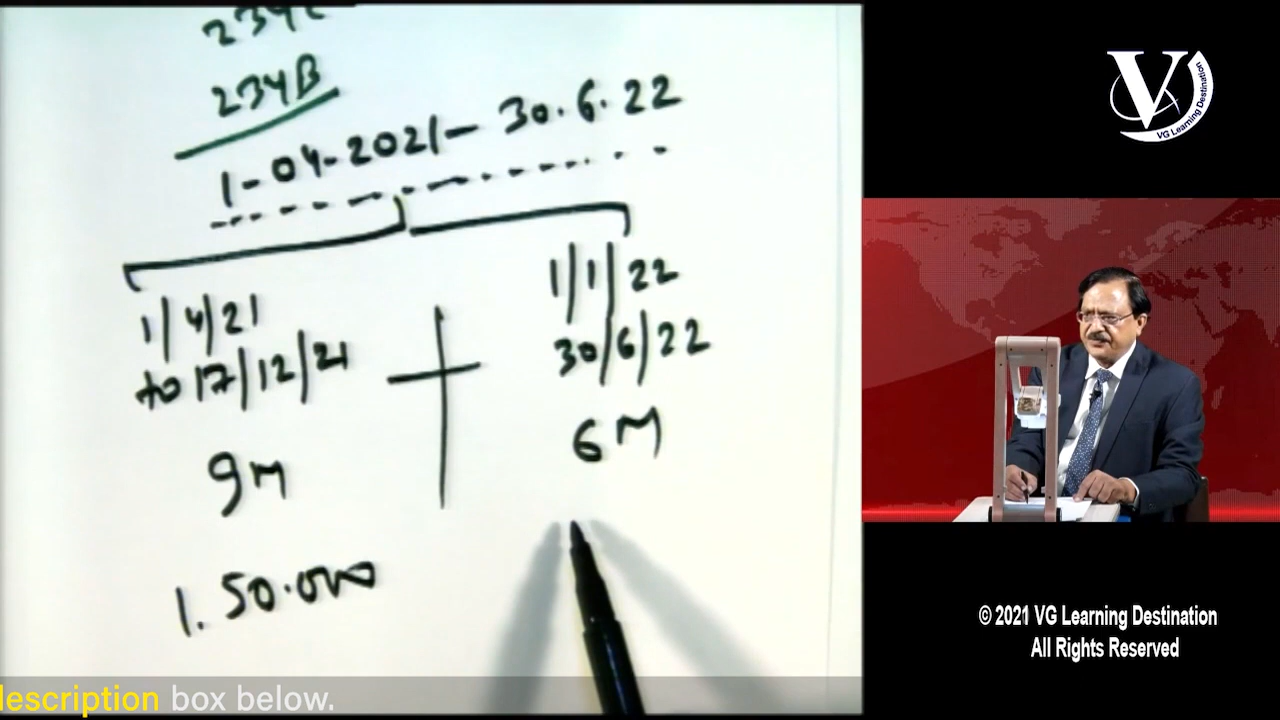 234B
1-04-2021 - 30.6.22
1/4/21
to 17/12/21
9M
1.50.000
1/1/22
30/6/22
6M
V
VG Learning Destination
© 2021 VG Learning Destination
All Rights Reserved
description box below.